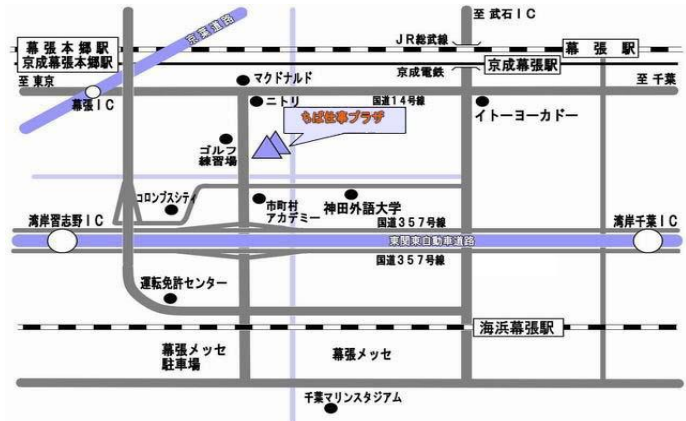 至 武石IC
JR総武線
幕張本郷駅
京成幕張本郷駅
京葉道路
幕張駅
京成電鉄
京成幕張駅
至 東京
マクドナルド
至 千葉
幕張IC
ニトリ
国道14号線
イトーヨーカドー
ちば仕事プラザ
ゴルフ
練習場
コロンブスシティ
市町村
アカデミー
神田外語大学
湾岸習志野IC
国道357号線
湾岸千葉IC
東関東自動車道路
国道357号線
運転免許センター
海浜幕張駅
幕張メッセ
駐車場
幕張メッセ
千葉マリンスタジアム